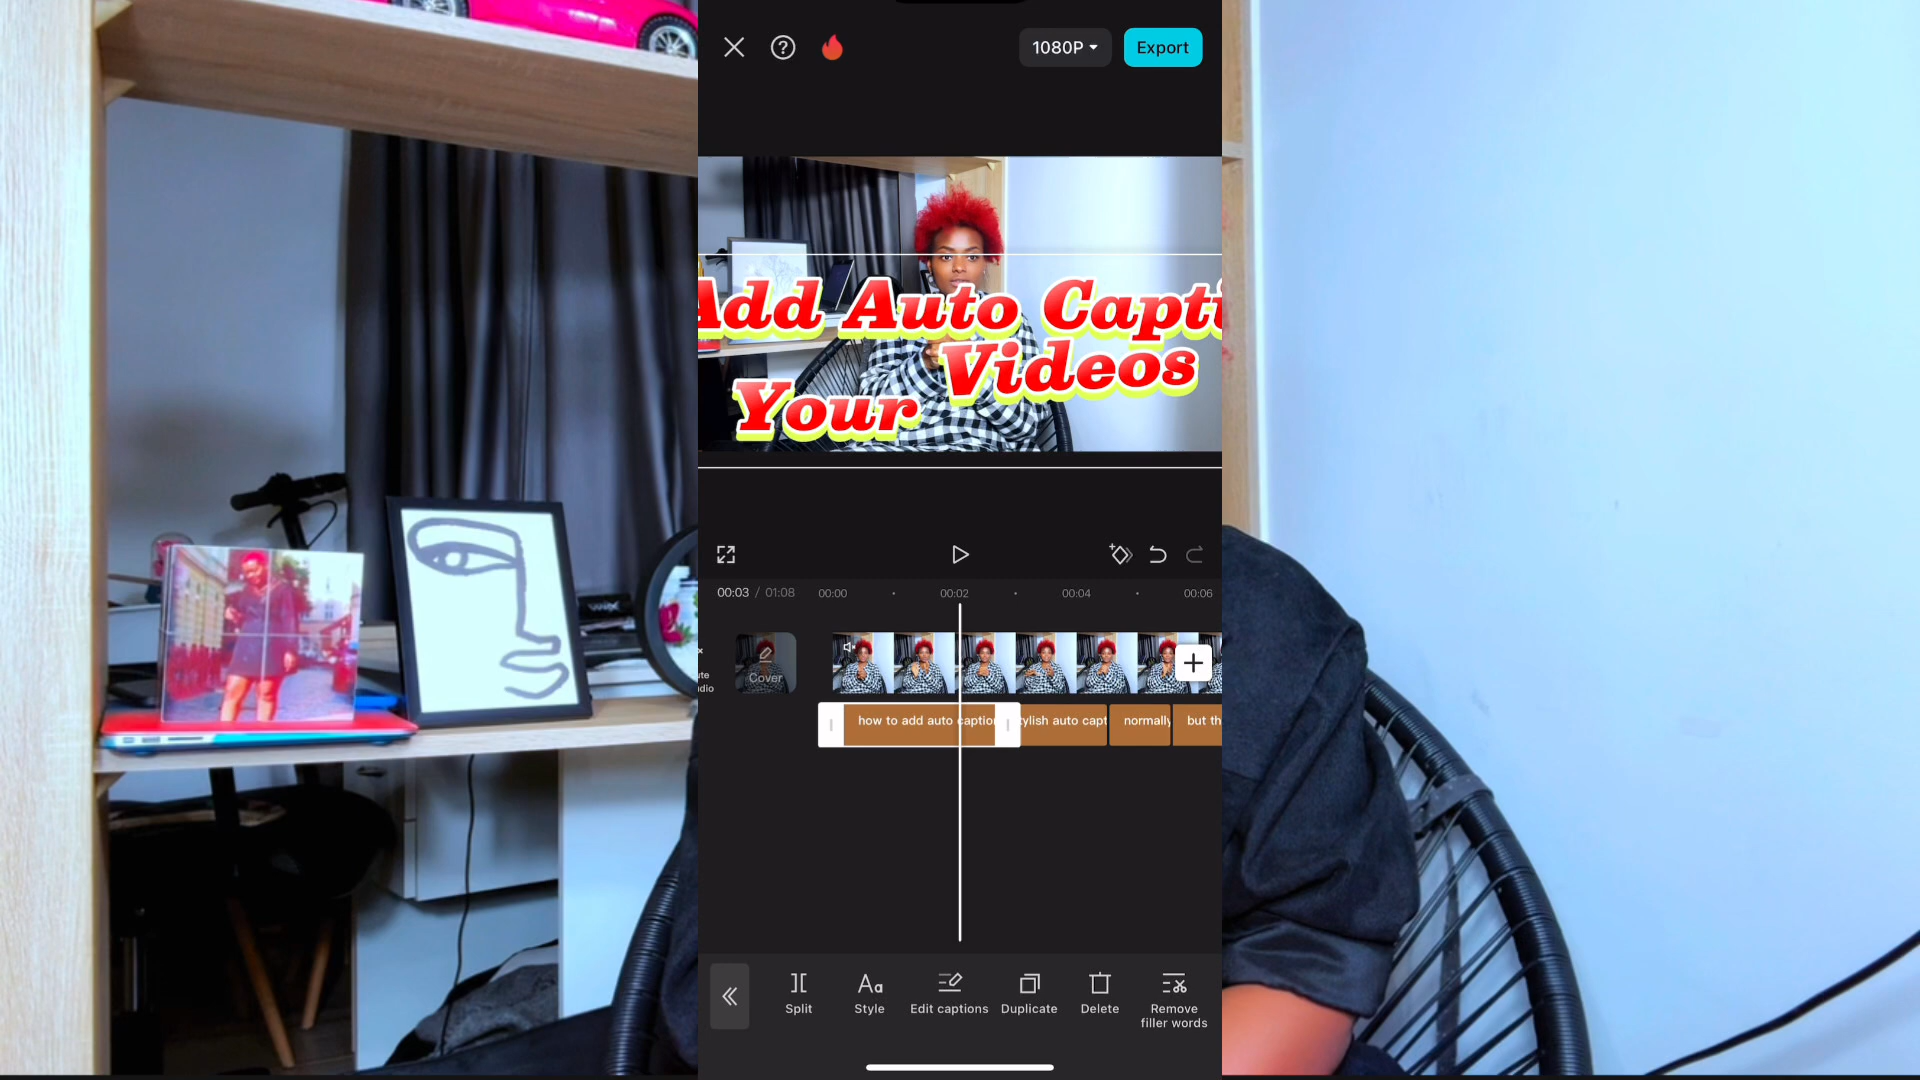 1080P
Export
Add Auto Capti
Videos
Your
00:03 / 01:08
00:00
00:02
00:04
00:06
Cover
how to add auto caption
tylish auto capt
normally
but th
Split
Style
Edit captions
Duplicate
Delete
Remove
filler words